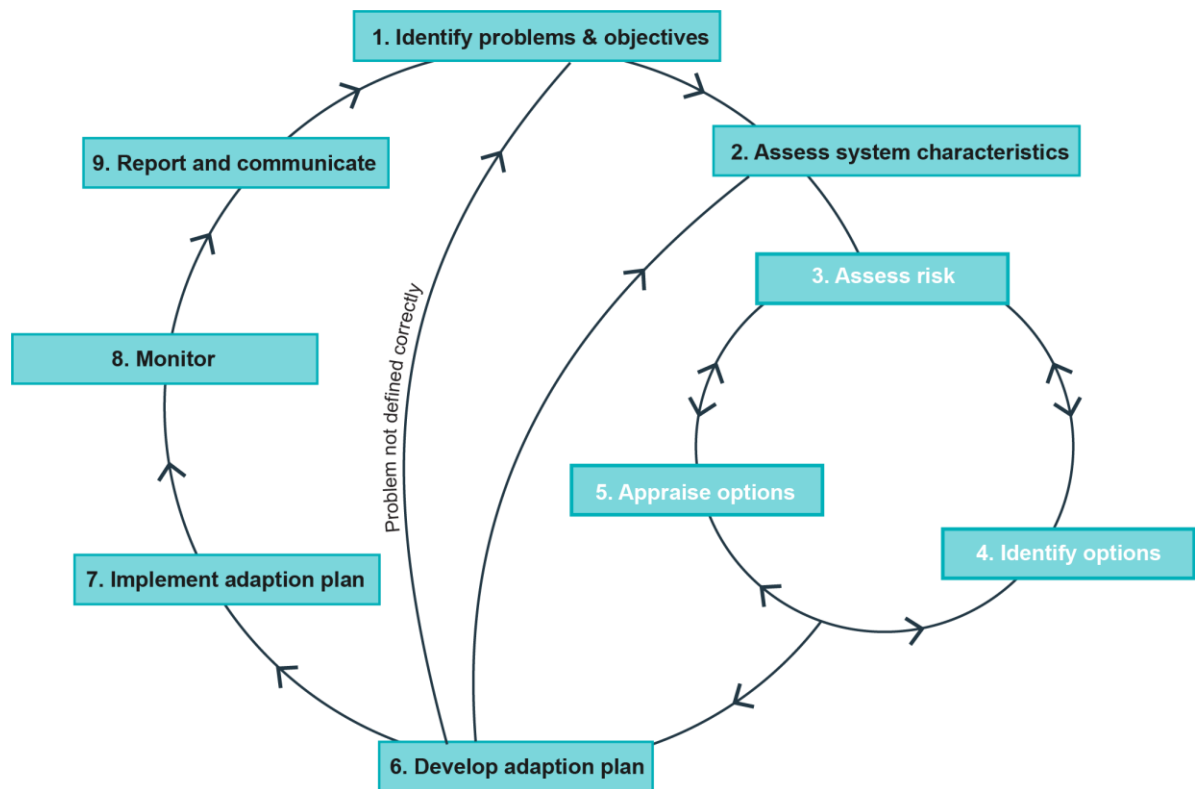 1. Identify problems & objectives
2. Assess system characteristics
3. Assess risk
4. Identify options
5. Appraise options
6. Develop adaption plan
7. Implement adaption plan
8. Monitor
9. Report and communicate
Problem not defined correctly